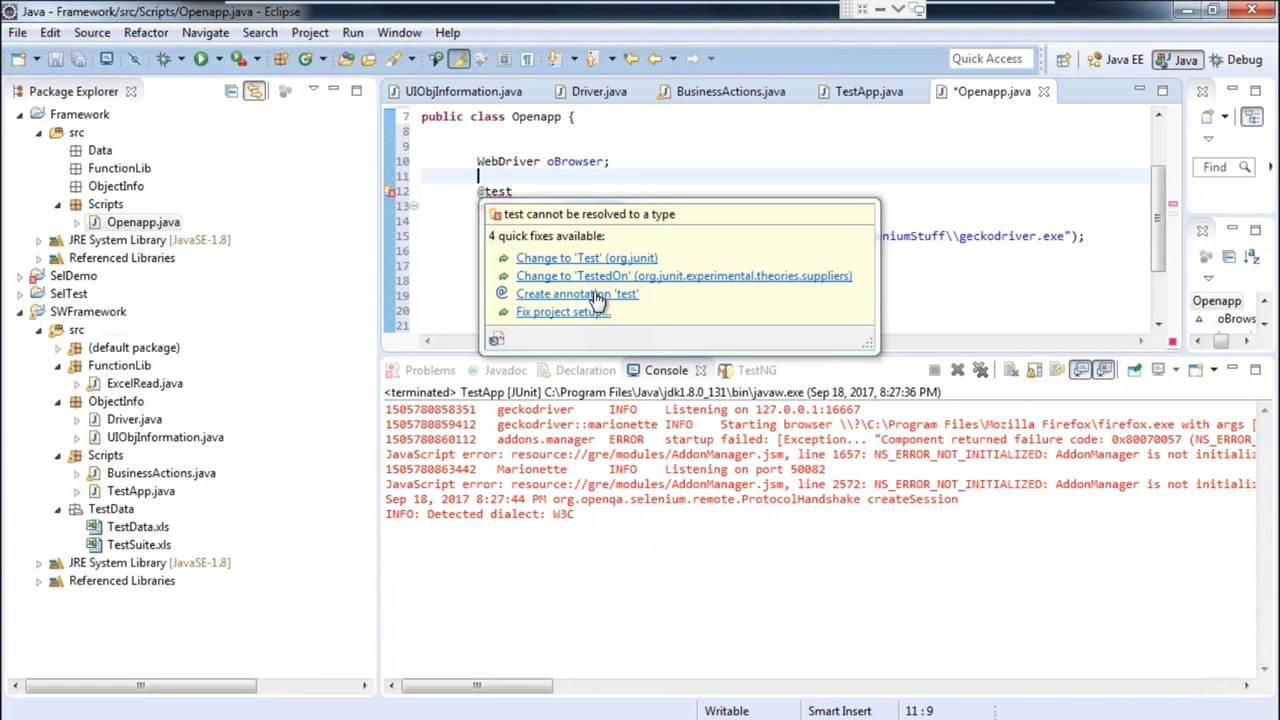 Java - Framework/src/Scripts/Openapp.java - Eclipse
File Edit Source Refactor Navigate Search Project Run Window Help
Quick Access
Java EE
Java
Debug
Package Explorer
Framework
src
Data
FunctionLib
ObjectInfo
Scripts
Openapp.java
JRE System Library [JavaSE-1.8]
Referenced Libraries
SelDemo
SelTest
SWFramework
src
(default package)
FunctionLib
ExcelRead.java
ObjectInfo
Driver.java
UIObjInformation.java
Scripts
BusinessActions.java
TestApp.java
TestData
TestData.xls
TestSuite.xls
JRE System Library [JavaSE-1.8]
Referenced Libraries
UIObjInformation.java Driver.java BusinessActions.java TestApp.java *Openapp.java
7 public class Openapp {
8
10 WebDriver oBrowser;
11
12 @test
13
14
15 niumStuff\\geckodriver.exe");
16
17
18
19
20
21
test cannot be resolved to a type
4 quick fixes available:
Change to 'Test' (org.junit)
Change to 'TestedOn' (org.junit.experimental.theories.suppliers)
@ Create annotation 'test'
Fix project setup...
Find
Openapp
oBrows
Problems @ Javadoc Declaration Console TestNG
<terminated> TestApp [JUnit] C:\Program Files\Java\jdk1.8.0_131\bin\javaw.exe (Sep 18, 2017, 8:27:36 PM)
1505780858351 geckodriver INFO Listening on 127.0.0.1:16667
1505780859412 geckodriver::marionette INFO Starting browser \\?\C:\Program Files\Mozilla Firefox\firefox.exe with args [
1505780860112 addons.manager ERROR startup failed: [Exception... "Component returned failure code: 0x80070057 (NS_ERROR_
JavaScript error: resource://gre/modules/AddonManager.jsm, line 1657: NS_ERROR_NOT_INITIALIZED: AddonManager is not initiali
1505780863442 Marionette INFO Listening on port 50082
JavaScript error: resource://gre/modules/AddonManager.jsm, line 2572: NS_ERROR_NOT_INITIALIZED: AddonManager is not initiali
Sep 18, 2017 8:27:44 PM org.openqa.selenium.remote.ProtocolHandshake createSession
INFO: Detected dialect: W3C
Writable Smart Insert 11 : 9